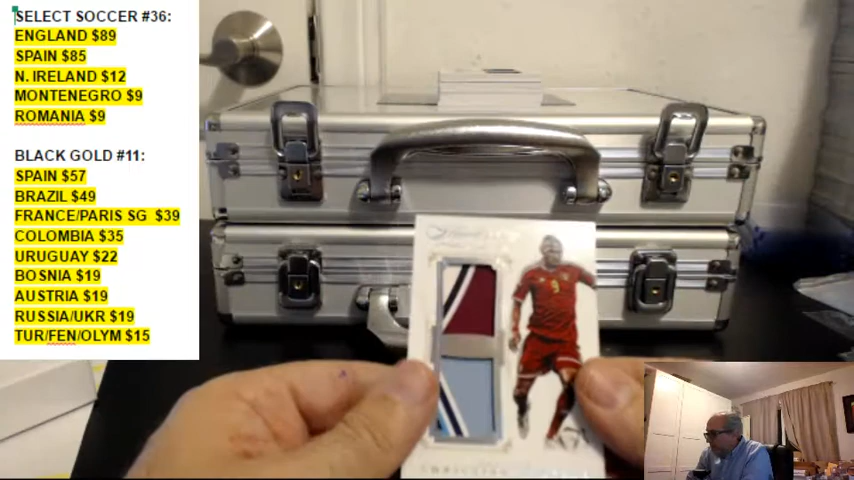 SELECT SOCCER #36:
ENGLAND $89
SPAIN $85
N. IRELAND $12
MONTENEGRO $9
ROMANIA $9
BLACK GOLD #11:
SPAIN $57
BRAZIL $49
FRANCE/PARIS SG $39
COLOMBIA $35
URUGUAY $22
BOSNIA $19
AUSTRIA $19
RUSSIA/UKR $19
TUR/FEN/OLYM $15
9